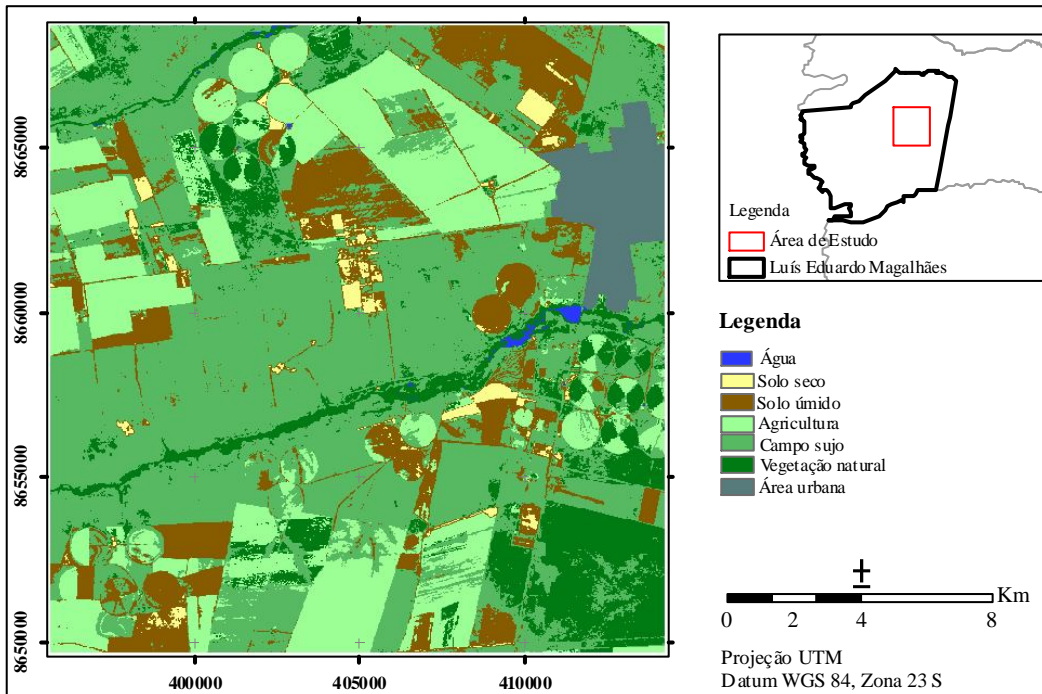 8665000
8660000
8655000
8650000
400000
405000
410000
Legenda
Área de Estudo
Luís Eduardo Magalhães
Legenda
Água
Solo seco
Solo úmido
Agricultura
Campo sujo
Vegetação natural
Área urbana
Km
0 2 4 8
Projeção UTM
Datum WGS 84, Zona 23 S